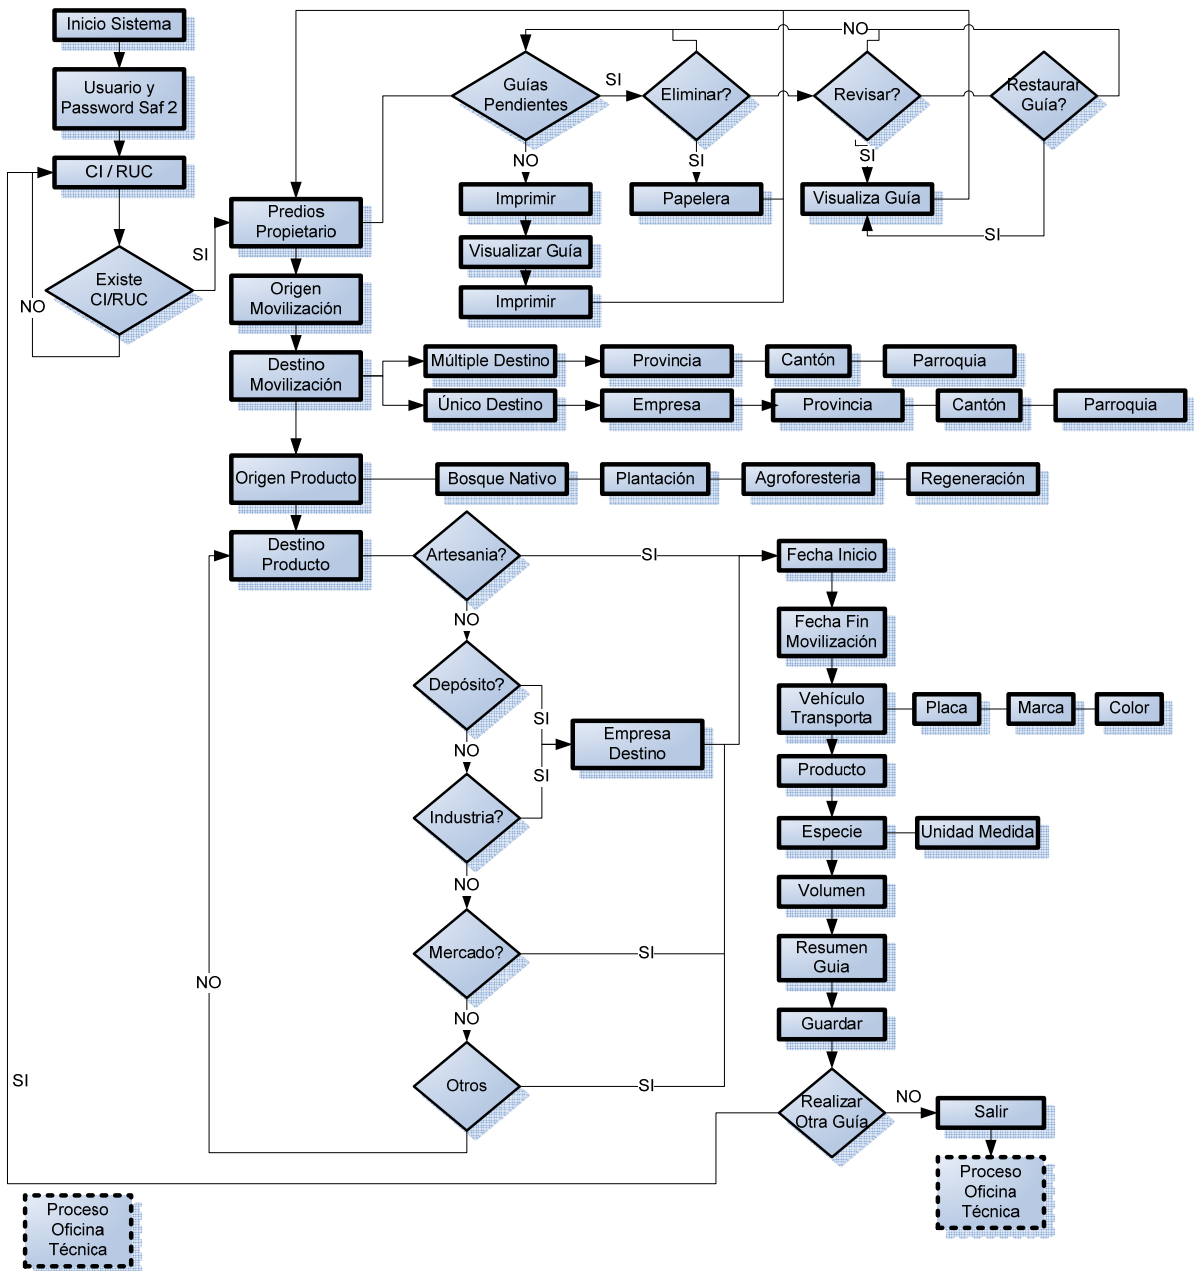 Inicio Sistema
Usuario y
Password Saf 2
CI / RUC
Existe
CI/RUC
NO
SI
Predios
Propietario
Origen
Movilización
Destino
Movilización
Guías
Pendientes
SI
Eliminar?
Revisar?
NO
Restaurar
Guía?
NO
SI
SI
Imprimir
Papelera
Visualiza Guía
Visualizar Guía
SI
Imprimir
Múltiple Destino
Provincia
Cantón
Parroquia
Único Destino
Empresa
Provincia
Cantón
Parroquia
Origen Producto
Bosque Nativo
Plantación
Agroforesteria
Regeneración
Destino
Producto
Artesania?
SI
NO
Depósito?
SI
NO
Empresa
Destino
SI
Industria?
NO
Mercado?
SI
NO
NO
Otros
SI
Fecha Inicio
Fecha Fin
Movilización
Vehículo
Transporta
Placa
Marca
Color
Producto
Especie
Unidad Medida
Volumen
Resumen
Guia
Guardar
Realizar
Otra Guía
NO
Salir
SI
Proceso
Oficina
Técnica
Proceso
Oficina
Técnica